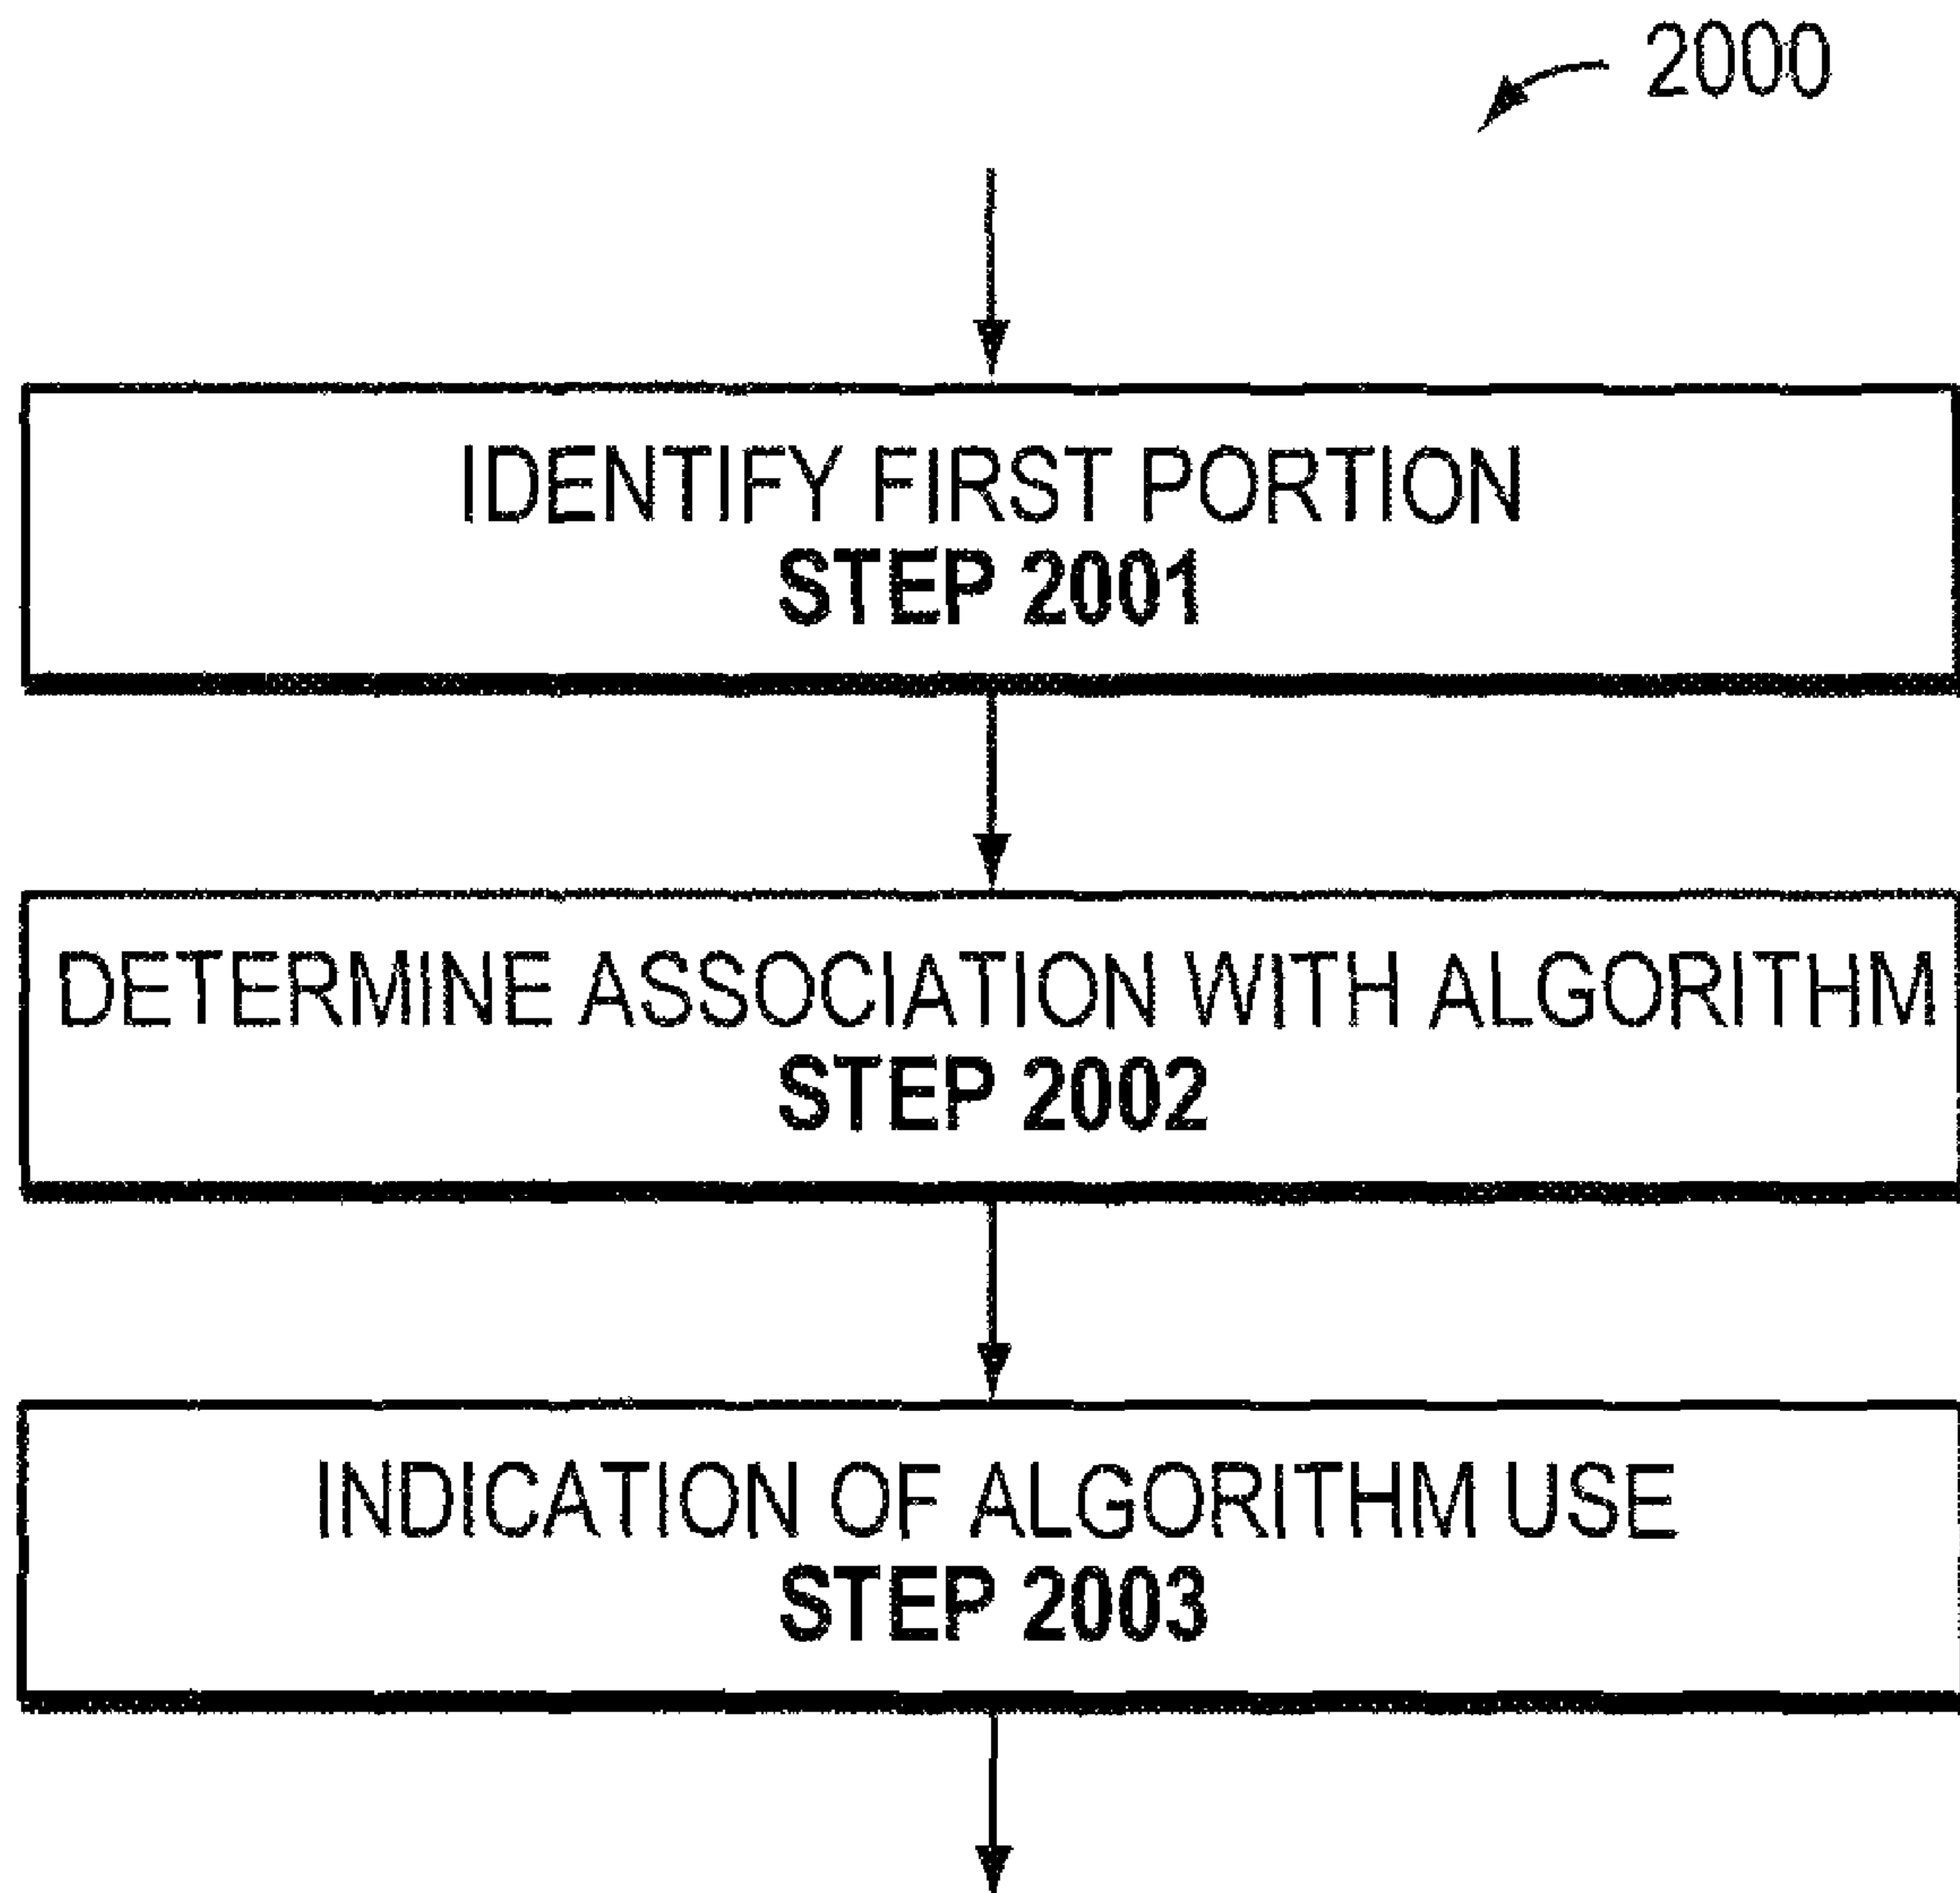 2000
IDENTIFY FIRST PORTION
STEP 2001
DETERMINE ASSOCIATION WITH ALGORITHM
STEP 2002
INDICATION OF ALGORITHM USE
STEP 2003